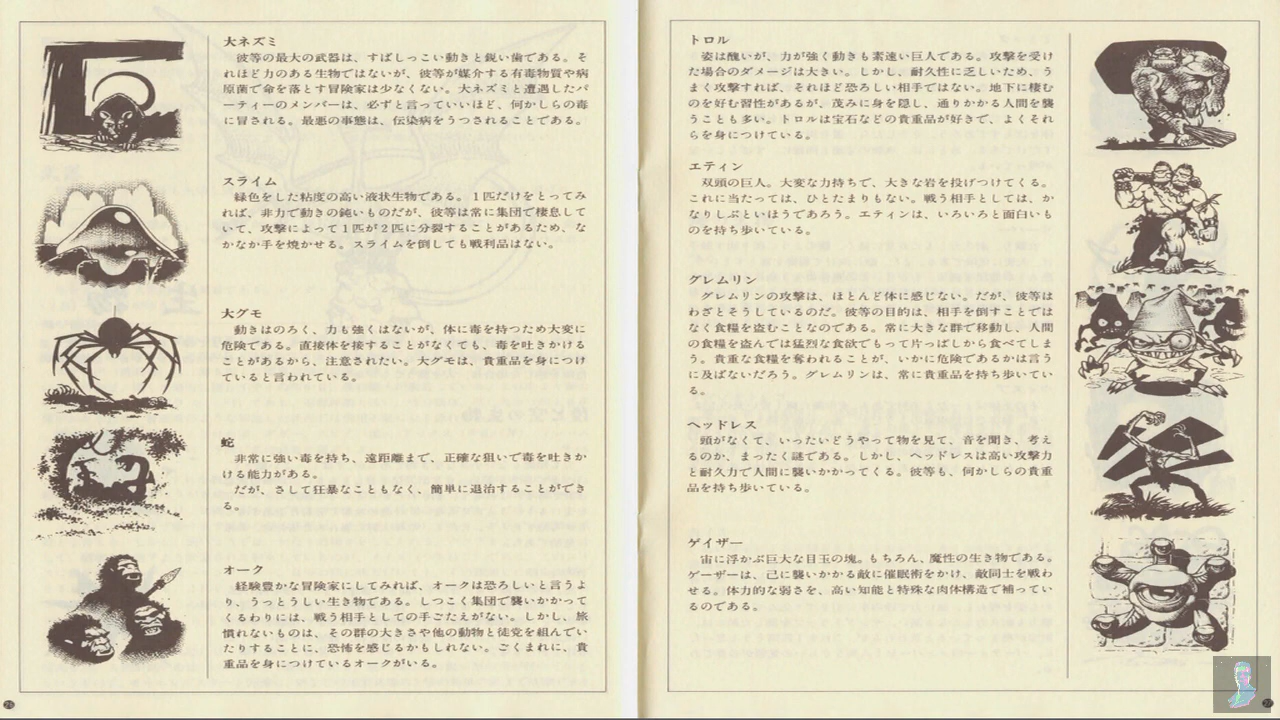 大ネズミ
彼等の最大の武器は、すばしっこい動きと鋭い歯である。そ
れほど力のある生物ではないが、彼等が媒介する有毒物質や病
原菌で命を落とす冒険家は少なくない。大ネズミと遭遇したパ
ーティーのメンバーは、必ずと言っていいほど、何かしらの毒
に冒される。最悪の事態は、伝染病をうつされることである。
スライム
緑色をした粘度の高い液状生物である。1匹だけをとってみ
れば、非力で動きの鈍いものだが、彼等は常に集団で棲息して
いて、攻撃によって1匹が2匹に分裂することがあるため、な
かなか手を焼かせる。スライムを倒しても戦利品はない。
大グモ
動きはのろく、力も強くはないが、体に毒を持つため大変に
危険である。直接体を接することがなくても、毒を吐きかける
ことがあるから、注意されたい。大グモは、貴重品を身につけ
ていると言われている。
蛇
非常に強い毒を持ち、遠距離まで、正確な狙いで毒を吐きか
ける能力がある。
だが、さして狂暴なこともなく、簡単に退治することができ
る。
オーク
経験豊かな冒険家にしてみれば、オークは恐ろしいと言うよ
り、うっとうしい生き物である。しつこく集団で襲いかかって
くるわりには、戦う相手としての手ごたえがない。しかし、旅
慣れないものは、その群の大きさや他の動物と徒党を組んでい
たりすることに、恐怖を感じるかもしれない。ごくまれに、貴
重品を身につけているオークがいる。
26
トロル
姿は醜いが、力が強く動きも素速い巨人である。攻撃を受け
た場合のダメージは大きい。しかし、耐久性に乏しいため、う
まく攻撃すれば、それほど恐ろしい相手ではない。地下に棲む
のを好む習性があるが、茂みに身を隠し、通りかかる人間を襲
うことも多い。トロルは宝石などの貴重品が好きで、よくそれ
らを身につけている。
エティン
双頭の巨人。大変な力持ちで、大きな岩を投げつけてくる。
これに当たっては、ひとたまりもない。戦う相手としては、か
なりしぶといほうであろう。エティンは、いろいろと面白いも
のを持ち歩いている。
グレムリン
グレムリンの攻撃は、ほとんど体に感じない。だが、彼等は
わざとそうしているのだ。彼等の目的は、相手を倒すことでは
なく食糧を盗むことなのである。常に大きな群で移動し、人間
の食糧を盗んでは猛烈な食欲でもって片っぱしから食べてしま
う。貴重な食糧を奪われることが、いかに危険であるかは言う
に及ばないだろう。グレムリンは、常に貴重品を持ち歩いてい
る。
ヘッドレス
頭がなくて、いったいどうやって物を見て、音を聞き、考え
るのか、まったく謎である。しかし、ヘッドレスは高い攻撃力
と耐久力で人間に襲いかかってくる。彼等も、何かしらの貴重
品を持ち歩いている。
ゲイザー
宙に浮かぶ巨大な目玉の塊。もちろん、魔性の生き物である。
ゲーザーは、己に襲いかかる敵に催眠術をかけ、敵同士を戦わ
せる。体力的な弱さを、高い知能と特殊な肉体構造で補ってい
るのである。
27